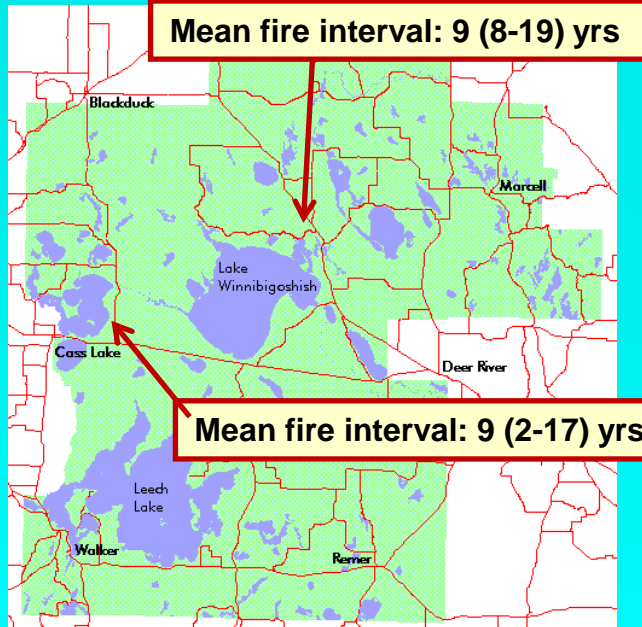 Mean fire interval: 9 (8-19) yrs
Blackduck
Marcell
Lake
Winnibigoshish
Cass Lake
Deer River
Mean fire interval: 9 (2-17) yrs
Leech
Lake
Walker
Remer